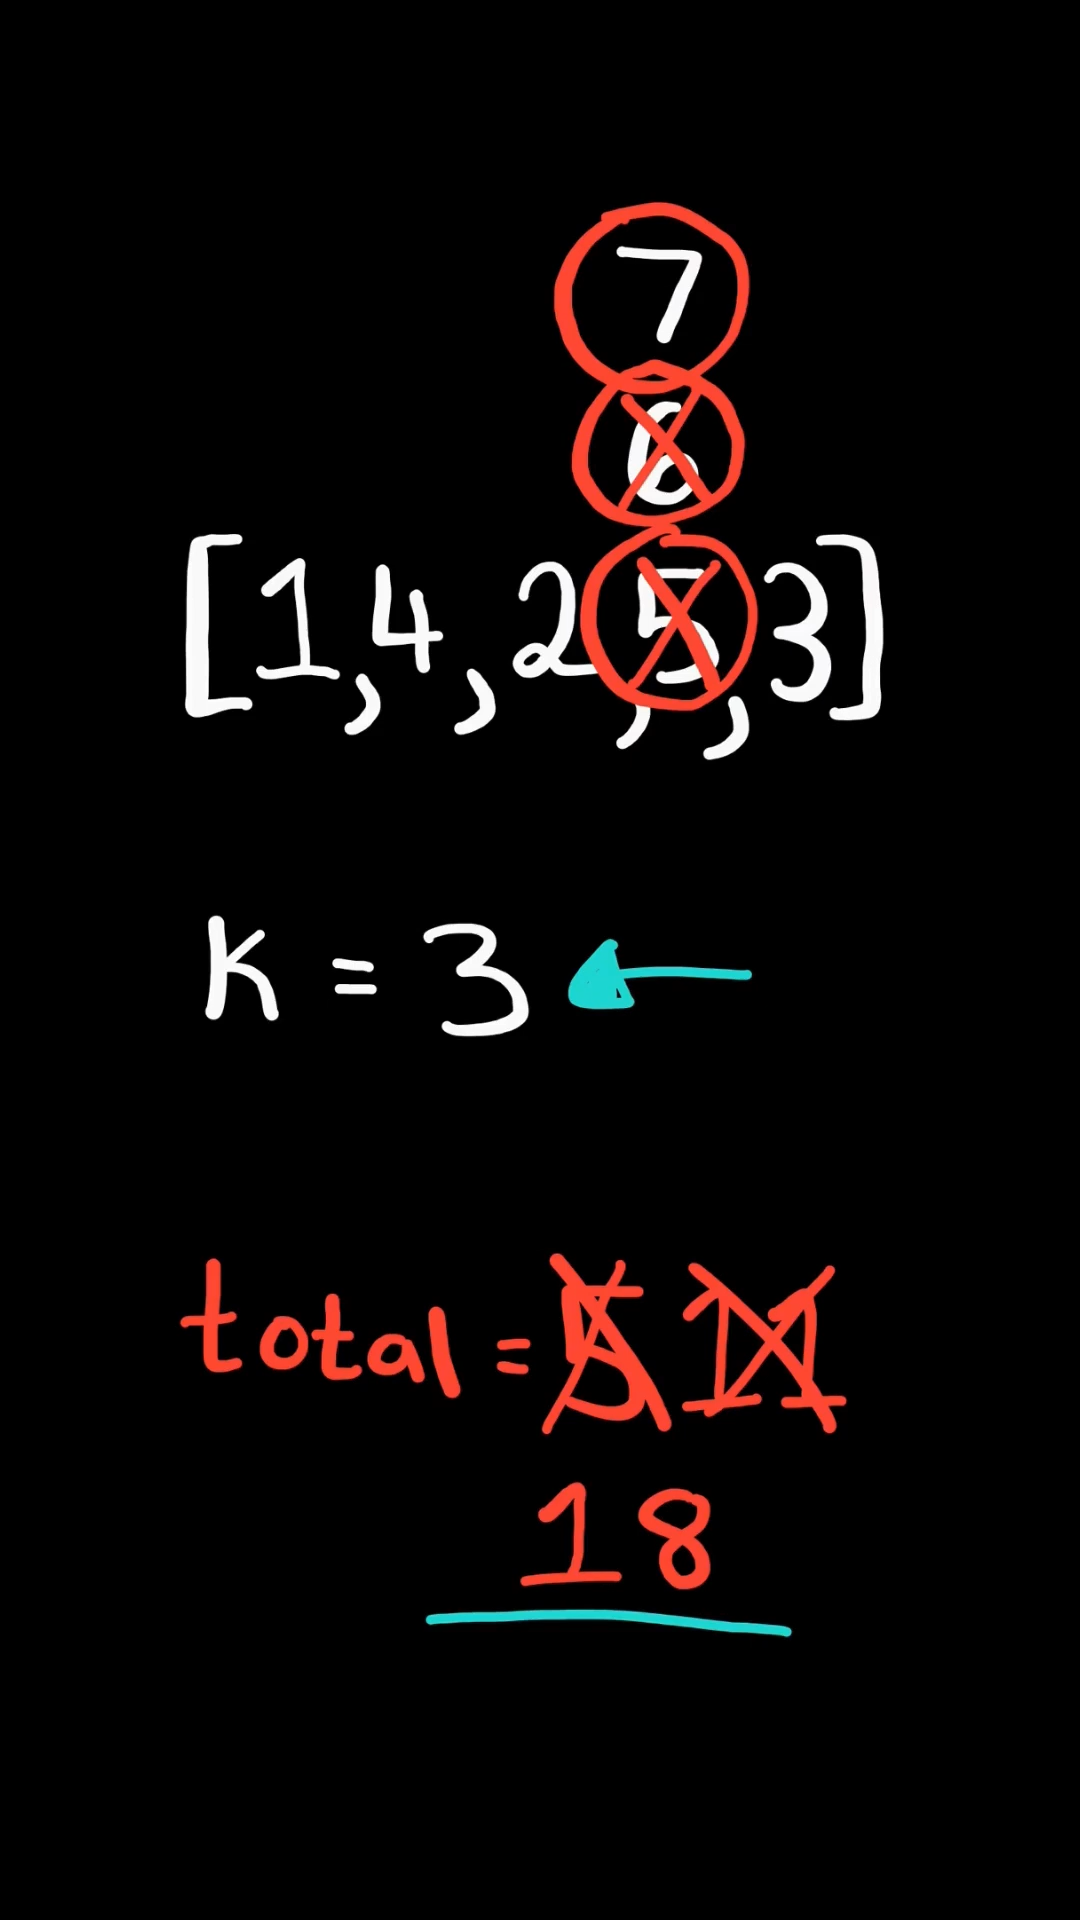 7
6
[1,4,2,5,3]
K = 3
total = 5 11
18